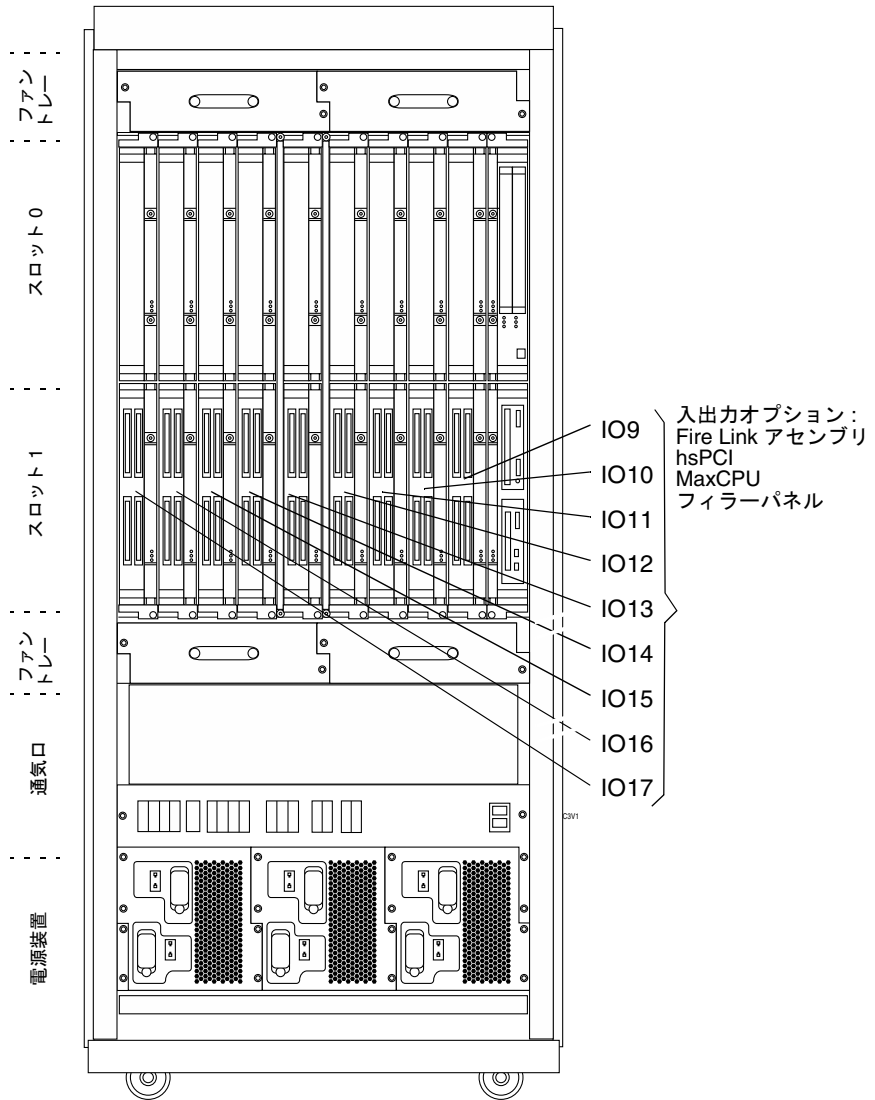 ファン
トレー
スロット 0
スロット 1
ファン
トレー
通気口
電源装置
IO9
IO10
IO11
IO12
IO13
IO14
IO15
IO16
IO17
入出力オプション :
Fire Link アセンブリ
hsPCI
MaxCPU
フィラーパネル
C3V1